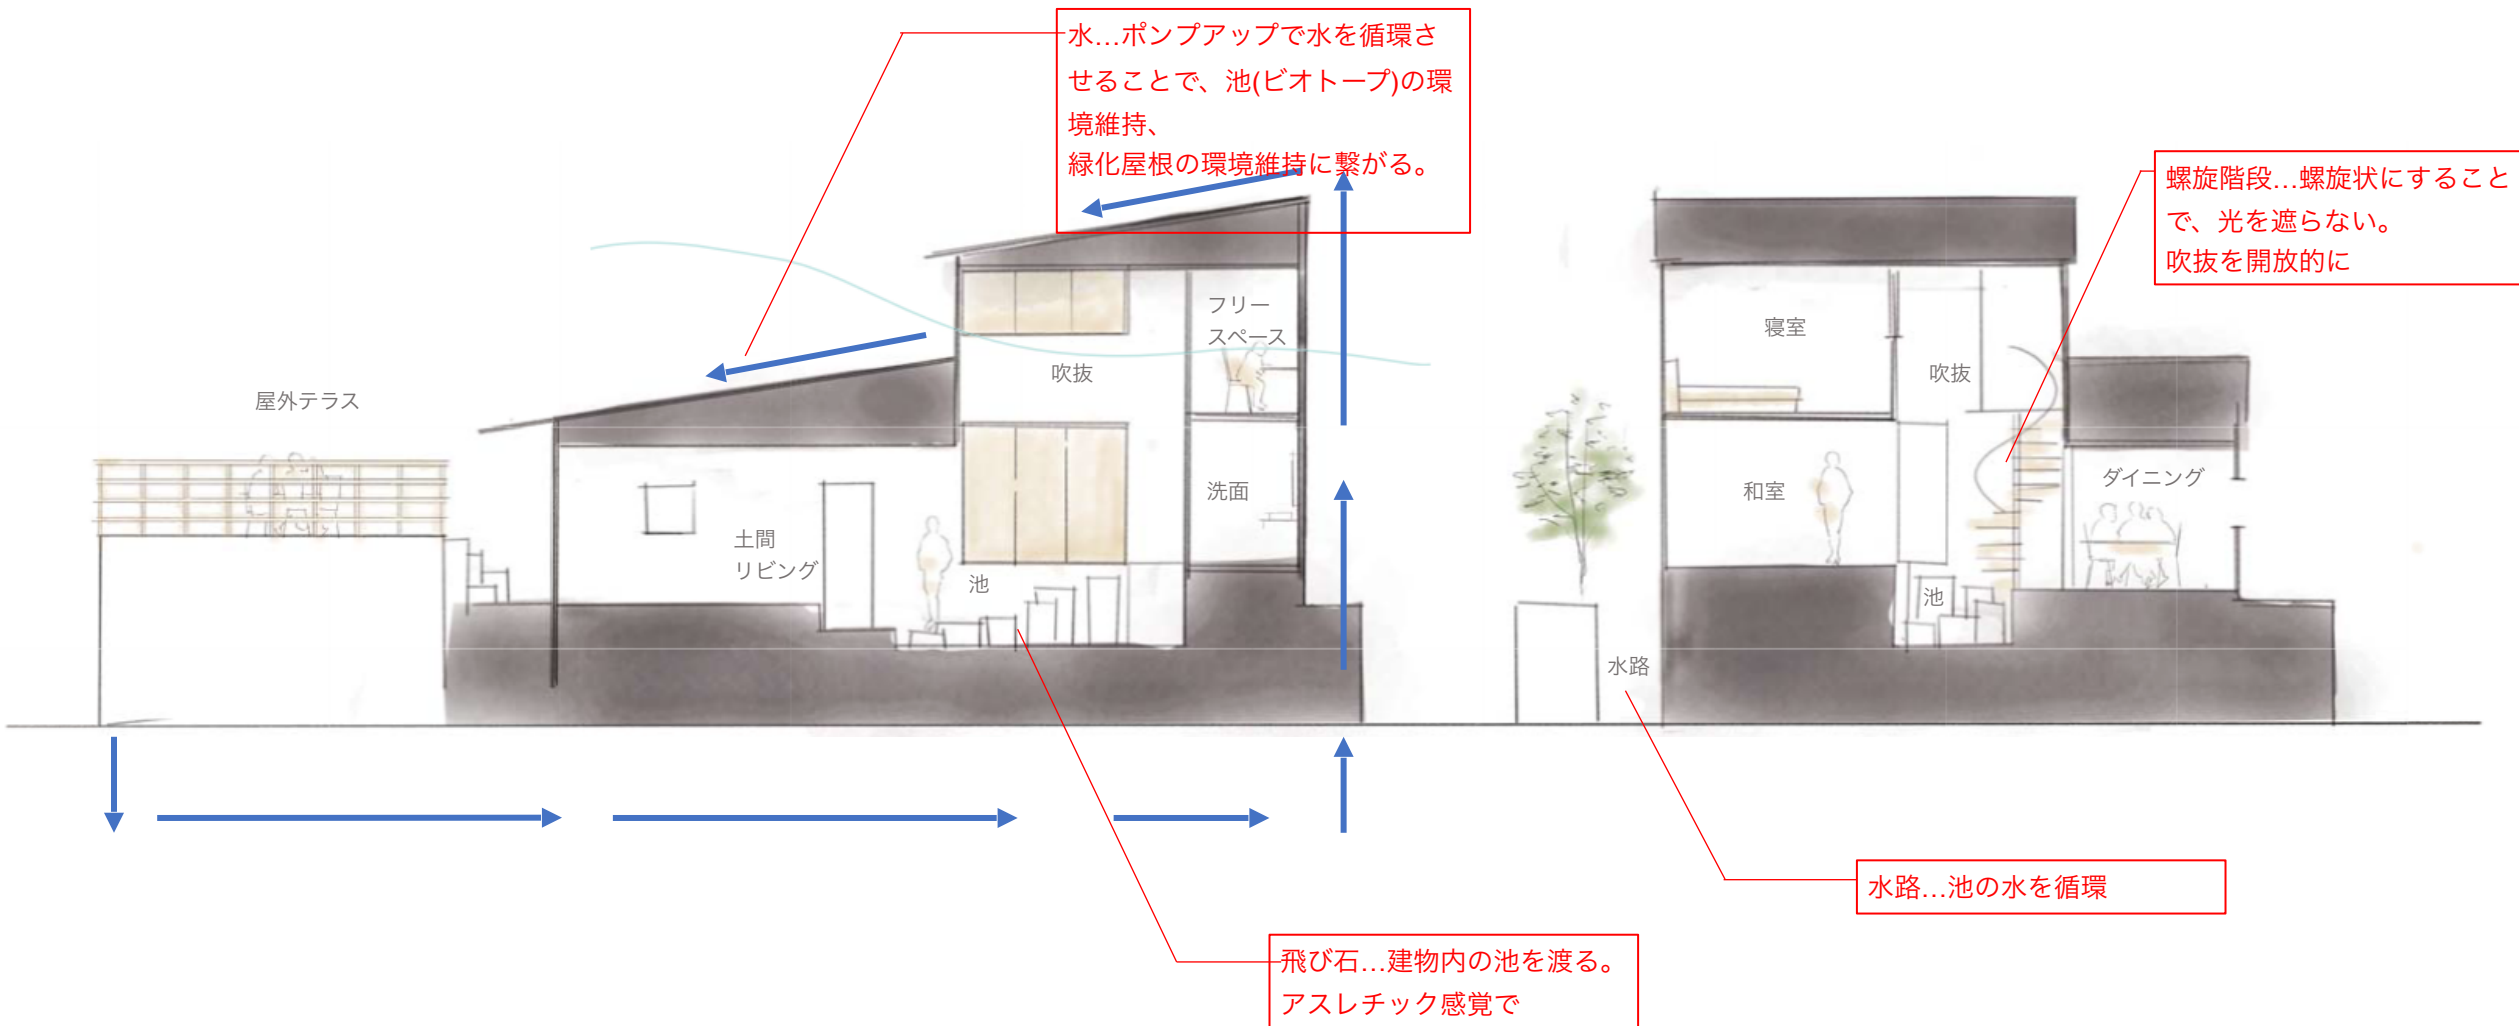 水…ポンプアップで水を循環さ
せることで、池(ビオトープ)の環
境維持、
緑化屋根の環境維持に繋がる。
螺旋階段…螺旋状にすること
で、光を遮らない。
吹抜を開放的に
屋外テラス
フリー
スペース
吹抜
洗面
土間
リビング
池
寝室
吹抜
和室
ダイニング
池
水路
水路…池の水を循環
飛び石…建物内の池を渡る。
アスレチック感覚で